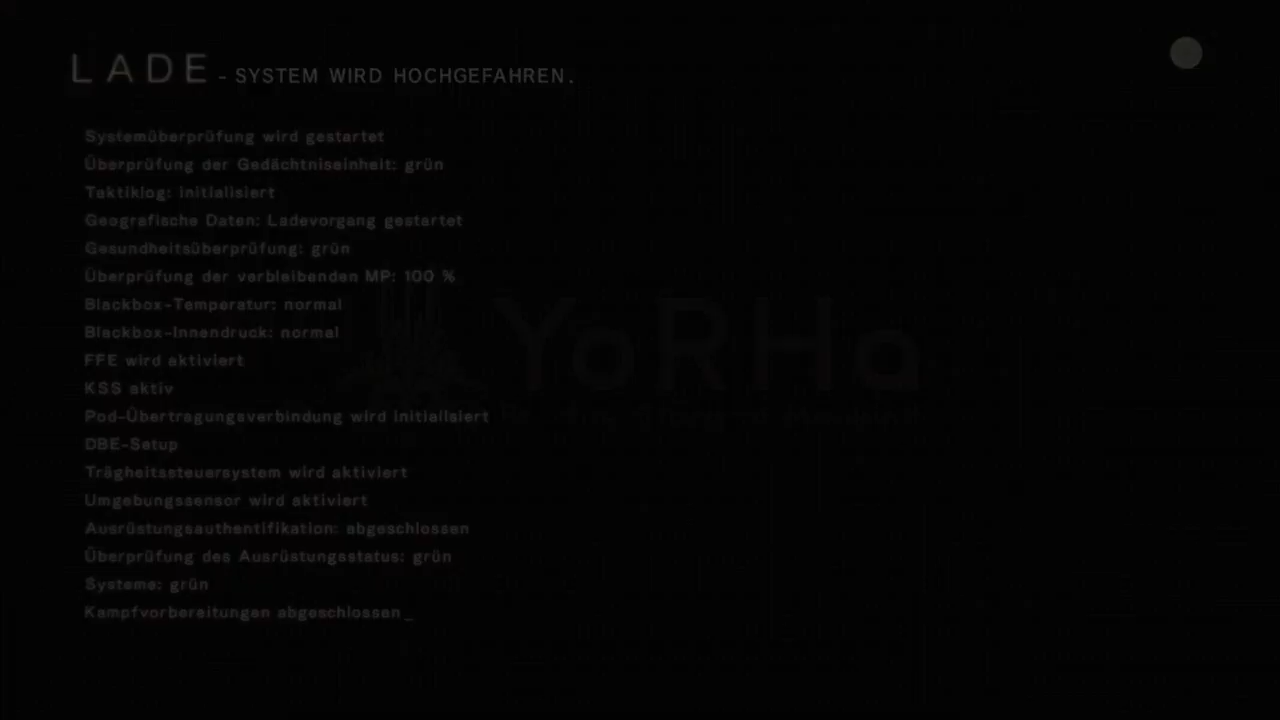 LADE - SYSTEM WIRD HOCHGEFAHREN.
Systemüberprüfung wird gestartet
Überprüfung der Gedächtniseinheit: grün
Taktiklog: initialisiert
Geografische Daten: Ladevorgang gestartet
Gesundheitsüberprüfung: grün
Überprüfung der verbleibenden MP: 100 %
Blackbox-Temperatur: normal
Blackbox-Innendruck: normal
FFE wird aktiviert
KSS aktiv
Pod-Übertragungsverbindung wird initialisiert
DBE-Setup
Trägheitssteuersystem wird aktiviert
Umgebungssensor wird aktiviert
Ausrüstungsauthentifikation: abgeschlossen
Überprüfung des Ausrüstungsstatus: grün
Systeme: grün
Kampfvorbereitungen abgeschlossen_
YoRHa